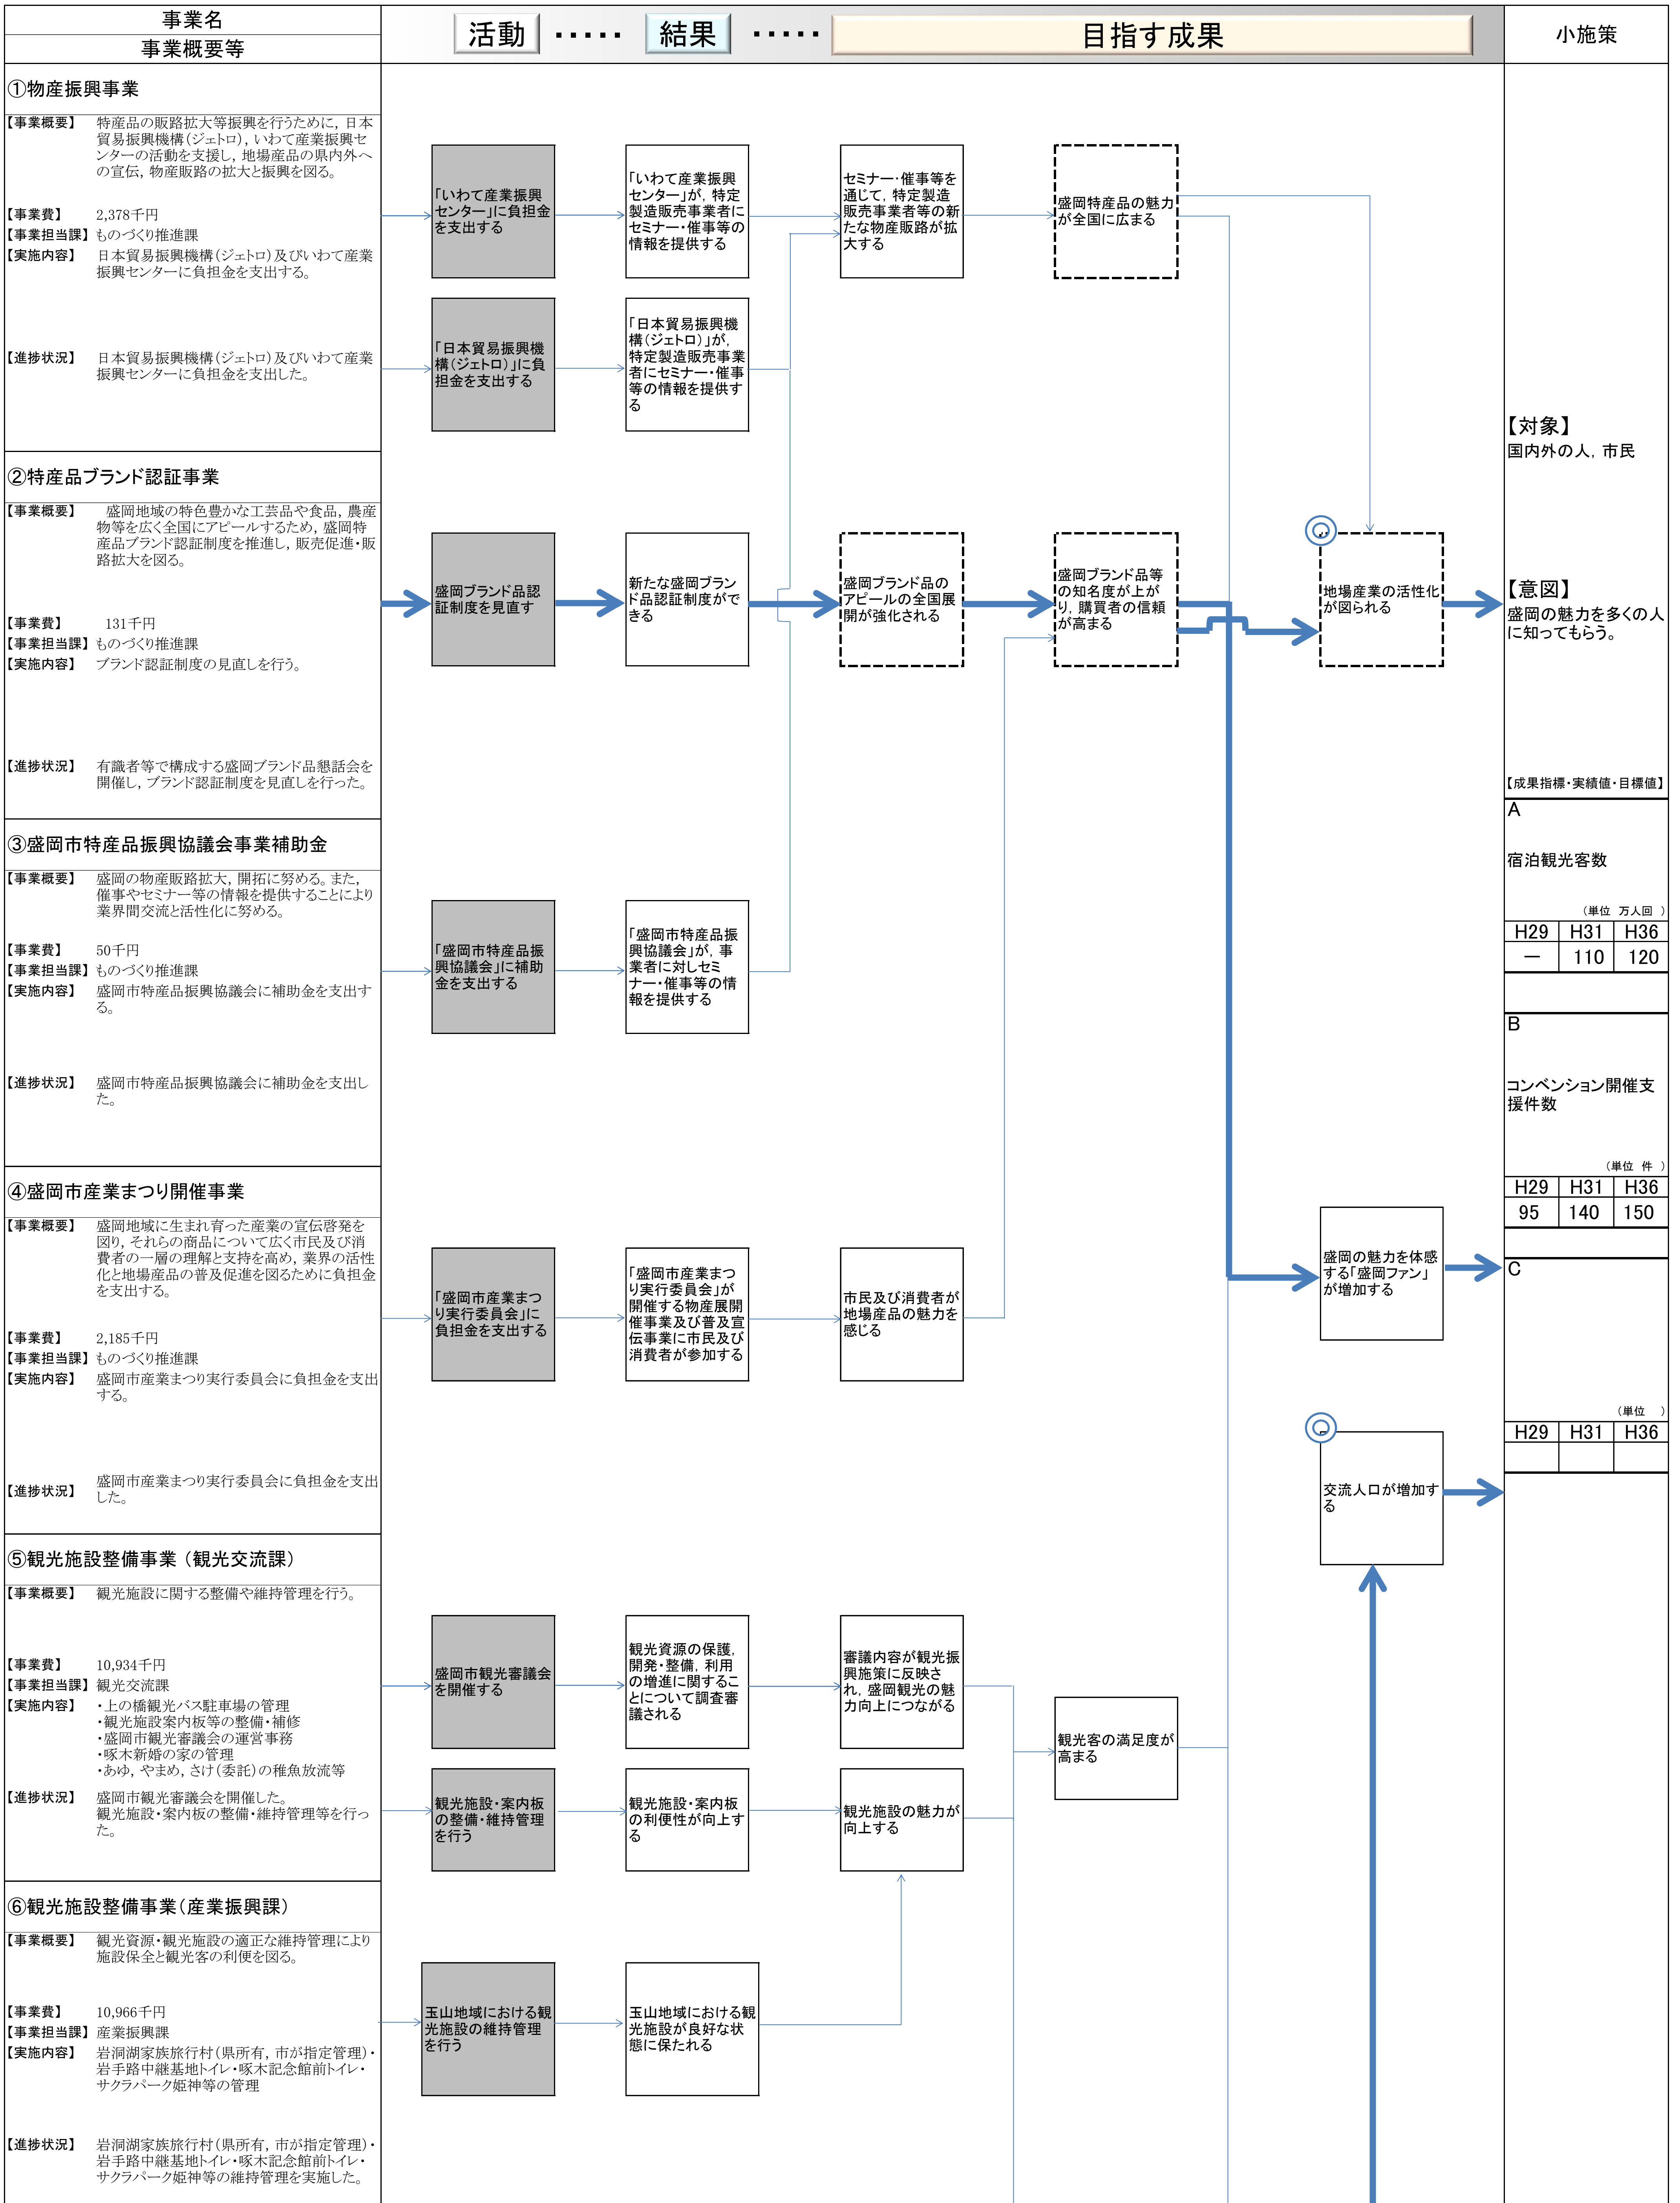 事業名
事業概要等
活動 ・・・・・ 結果 ・・・・・ 目指す成果
小施策
①物産振興事業
【事業概要】 特産品の販路拡大等振興を行うために，日本
貿易振興機構（ジェトロ），いわて産業振興セ
ンターの活動を支援し，地場産品の県内外へ
の宣伝，物産販路の拡大と振興を図る。
【事業費】 2,378千円
【事業担当課】 ものづくり推進課
【実施内容】 日本貿易振興機構（ジェトロ）及びいわて産業
振興センターに負担金を支出する。
【進捗状況】 日本貿易振興機構（ジェトロ）及びいわて産業
振興センターに負担金を支出した。
「いわて産業振興
センター」に負担金
を支出する
「いわて産業振興
センター」が，特定
製造販売事業者に
セミナー・催事等の
情報を提供する
セミナー・催事等を
通じて，特定製造
販売事業者等の新
たな物産販路が拡
大する
盛岡特産品の魅力
が全国に広まる
「日本貿易振興機
構（ジェトロ）」に負
担金を支出する
「日本貿易振興機
構（ジェトロ）」が，
特定製造販売事業
者にセミナー・催事
等の情報を提供す
る
②特産品ブランド認証事業
【事業概要】 盛岡地域の特色豊かな工芸品や食品，農産
物等を広く全国にアピールするため，盛岡特
産品ブランド認証制度を推進し，販売促進・販
路拡大を図る。
【事業費】 131千円
【事業担当課】 ものづくり推進課
【実施内容】 ブランド認証制度の見直しを行う。
【進捗状況】 有識者等で構成する盛岡ブランド品懇話会を
開催し，ブランド認証制度を見直しを行った。
盛岡ブランド品認
証制度を見直す
新たな盛岡ブラン
ド品認証制度がで
きる
盛岡ブランド品の
アピールの全国展
開が強化される
盛岡ブランド品等
の知名度が上が
り，購買者の信頼
が高まる
地場産業の活性化
が図られる
③盛岡市特産品振興協議会事業補助金
【事業概要】 盛岡の物産販路拡大，開拓に努める。また，
催事やセミナー等の情報を提供することにより
業界間交流と活性化に努める。
【事業費】 50千円
【事業担当課】 ものづくり推進課
【実施内容】 盛岡市特産品振興協議会に補助金を支出す
る。
【進捗状況】 盛岡市特産品振興協議会に補助金を支出し
た。
「盛岡市特産品振
興協議会」に補助
金を支出する
「盛岡市特産品振
興協議会」が，事
業者に対しセミ
ナー・催事等の情
報を提供する
④盛岡市産業まつり開催事業
【事業概要】 盛岡地域に生まれ育った産業の宣伝啓発を
図り，それらの商品について広く市民及び消
費者の一層の理解と支持を高め，業界の活性
化と地場産品の普及促進を図るために負担金
を支出する。
【事業費】 2,185千円
【事業担当課】 ものづくり推進課
【実施内容】 盛岡市産業まつり実行委員会に負担金を支出
する。
【進捗状況】 盛岡市産業まつり実行委員会に負担金を支出
した。
「盛岡市産業まつ
り実行委員会」に
負担金を支出する
「盛岡市産業まつ
り実行委員会」が
開催する物産展開
催事業及び普及宣
伝事業に市民及び
消費者が参加する
市民及び消費者が
地場産品の魅力を
感じる
盛岡の魅力を体感
する「盛岡ファン」
が増加する
交流人口が増加す
る
⑤観光施設整備事業（観光交流課）
【事業概要】 観光施設に関する整備や維持管理を行う。
【事業費】 10,934千円
【事業担当課】 観光交流課
【実施内容】 ・上の橋観光バス駐車場の管理
・観光施設案内板等の整備・補修
・盛岡市観光審議会の運営事務
・啄木新婚の家の管理
・あゆ，やまめ，さけ（委託）の稚魚放流等
【進捗状況】 盛岡市観光審議会を開催した。
観光施設・案内板の整備・維持管理等を行っ
た。
盛岡市観光審議会
を開催する
観光資源の保護，
開発・整備，利用
の増進に関するこ
とについて調査審
議される
審議内容が観光振
興施策に反映さ
れ，盛岡観光の魅
力向上につながる
観光客の満足度が
高まる
観光施設・案内板
の整備・維持管理
を行う
観光施設・案内板
の利便性が向上す
る
観光施設の魅力が
向上する
⑥観光施設整備事業（産業振興課）
【事業概要】 観光資源・観光施設の適正な維持管理により
施設保全と観光客の利便を図る。
【事業費】 10,966千円
【事業担当課】 産業振興課
【実施内容】 岩洞湖家族旅行村（県所有，市が指定管理）・
岩手路中継基地トイレ・啄木記念館前トイレ・
サクラパーク姫神等の管理
【進捗状況】 岩洞湖家族旅行村（県所有，市が指定管理）・
岩手路中継基地トイレ・啄木記念館前トイレ・
サクラパーク姫神等の維持管理を実施した。
玉山地域における観
光施設の維持管理
を行う
玉山地域における観
光施設が良好な状
態に保たれる
【対象】
国内外の人，市民
【意図】
盛岡の魅力を多くの人
に知ってもらう。
【成果指標・実績値・目標値】
A
宿泊観光客数
（単位 万人回 ）
H29 H31 H36
－ 110 120
B
コンベンション開催支
援件数
（単位 件 ）
H29 H31 H36
95 140 150
C
（単位 ）
H29 H31 H36